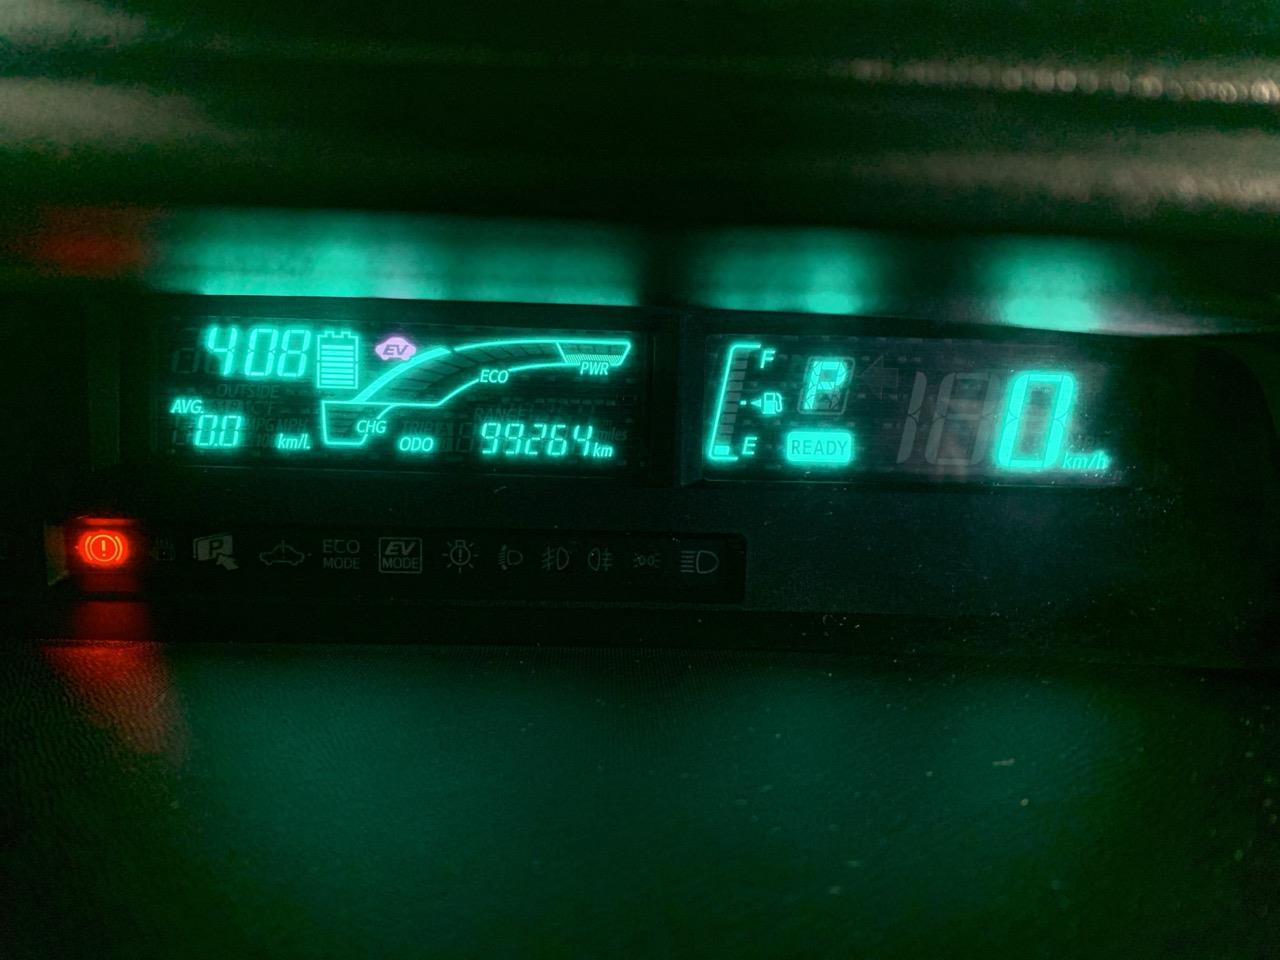 408
EV
ECO
PWR
OUTSIDE
AVG.
0.0 km/L
CHG
ODO
99264 km
F
E
P
READY
0 km/h
P
ECO MODE
EV MODE